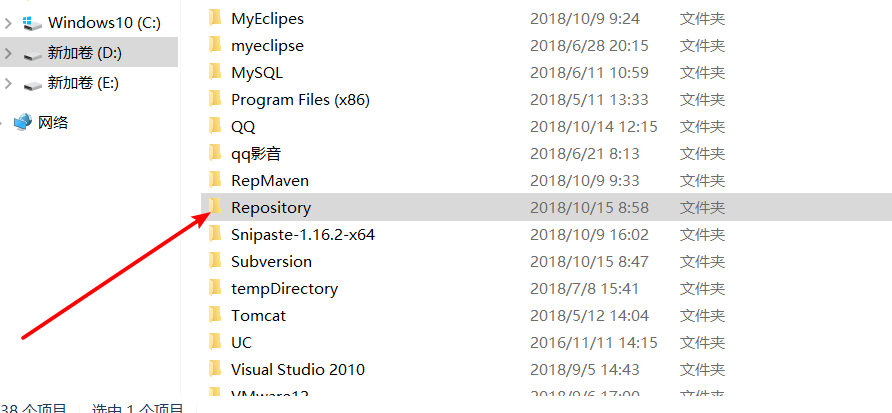 Windows10 (C:)
新加卷 (D:)
新加卷 (E:)
网络
MyEclipes 2018/10/9 9:24 文件夹
myeclipse 2018/6/28 20:15 文件夹
MySQL 2018/6/11 10:59 文件夹
Program Files (x86) 2018/5/11 13:33 文件夹
QQ 2018/10/14 12:15 文件夹
qq影音 2018/6/21 8:13 文件夹
RepMaven 2018/10/9 9:33 文件夹
Repository 2018/10/15 8:58 文件夹
Snipaste-1.16.2-x64 2018/10/9 16:02 文件夹
Subversion 2018/10/15 8:47 文件夹
tempDirectory 2018/7/8 15:41 文件夹
Tomcat 2018/5/12 14:04 文件夹
UC 2016/11/11 14:15 文件夹
Visual Studio 2010 2018/9/5 14:43 文件夹
VMware12 2018/9/6 17:00 文件夹
38 个项目 选中 1 个项目